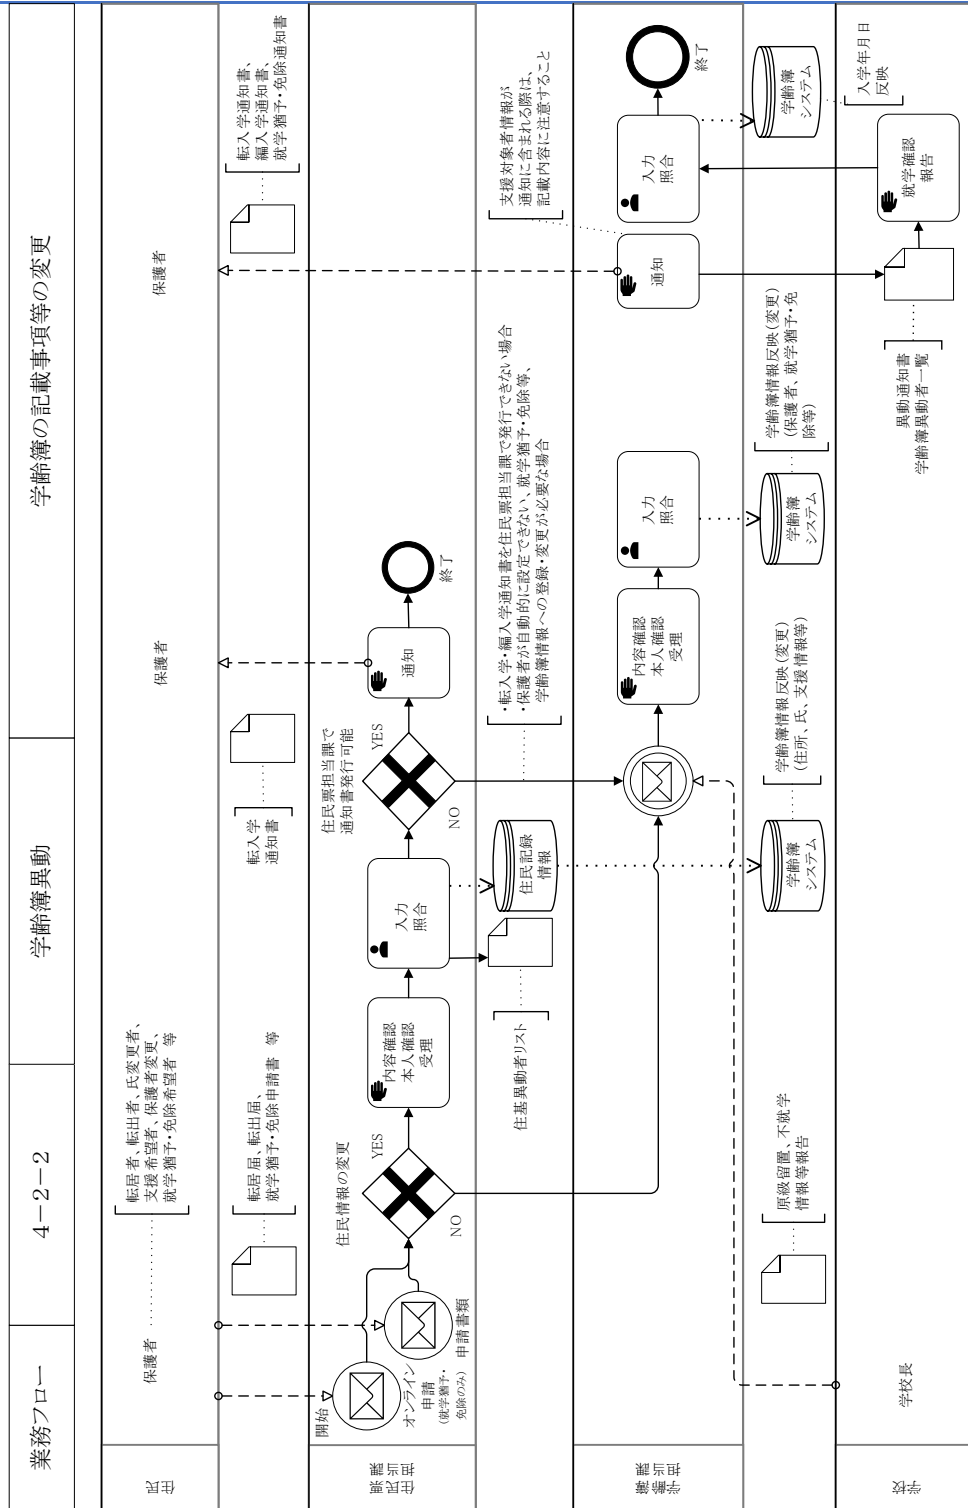 業務フロー
4－2－2
学齢簿異動
学齢簿の記載事項等の変更
住民
保護者
転居者、転出者、氏変更者、
支援希望者、保護者変更、
就学猶予・免除希望者 等
保護者
保護者
転居届、転出届、
就学猶予・免除申請書 等
転入学
通知書
転入学通知書、
編入学通知書、
就学猶予・免除通知書
住民票
担当課
開始
オンライン
申請
(就学猶予・
免除のみ)
申請書類
住民情報の変更
YES
NO
内容確認
本人確認
受理
入力
照合
住民票担当課で
通知書発行可能
YES
NO
通知
終了
住基異動者リスト
住民記録
情報
・転入学・編入学通知書を住民票担当課で発行できない場合
・保護者が自動的に設定できない、就学猶予・免除等、
学齢簿情報への登録・変更が必要な場合
支援対象者情報が
通知に含まれる際は、
記載内容に注意すること
学齢簿
担当課
内容確認
本人確認
受理
入力
照合
通知
入力
照合
終了
原級留置、不就学
情報等報告
学齢簿
システム
学齢簿情報反映(変更)
(住所、氏、支援情報等)
学齢簿
システム
学齢簿情報反映(変更)
(保護者、就学猶予・免
除等)
学齢簿
システム
入学年月日
反映
学校
学校長
異動通知書
学齢簿異動者一覧
就学確認
報告